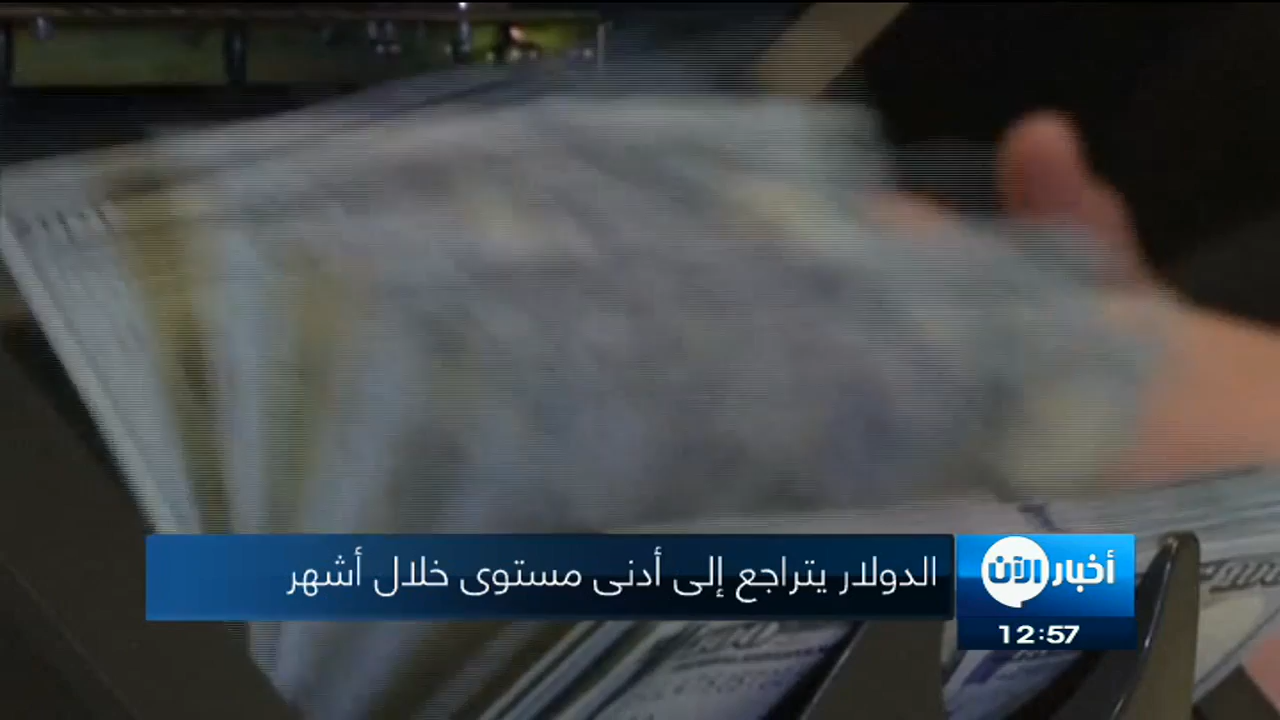 الدولار يتراجع إلى أدنى مستوى خلال أشهر
أخبار الآن
12:57